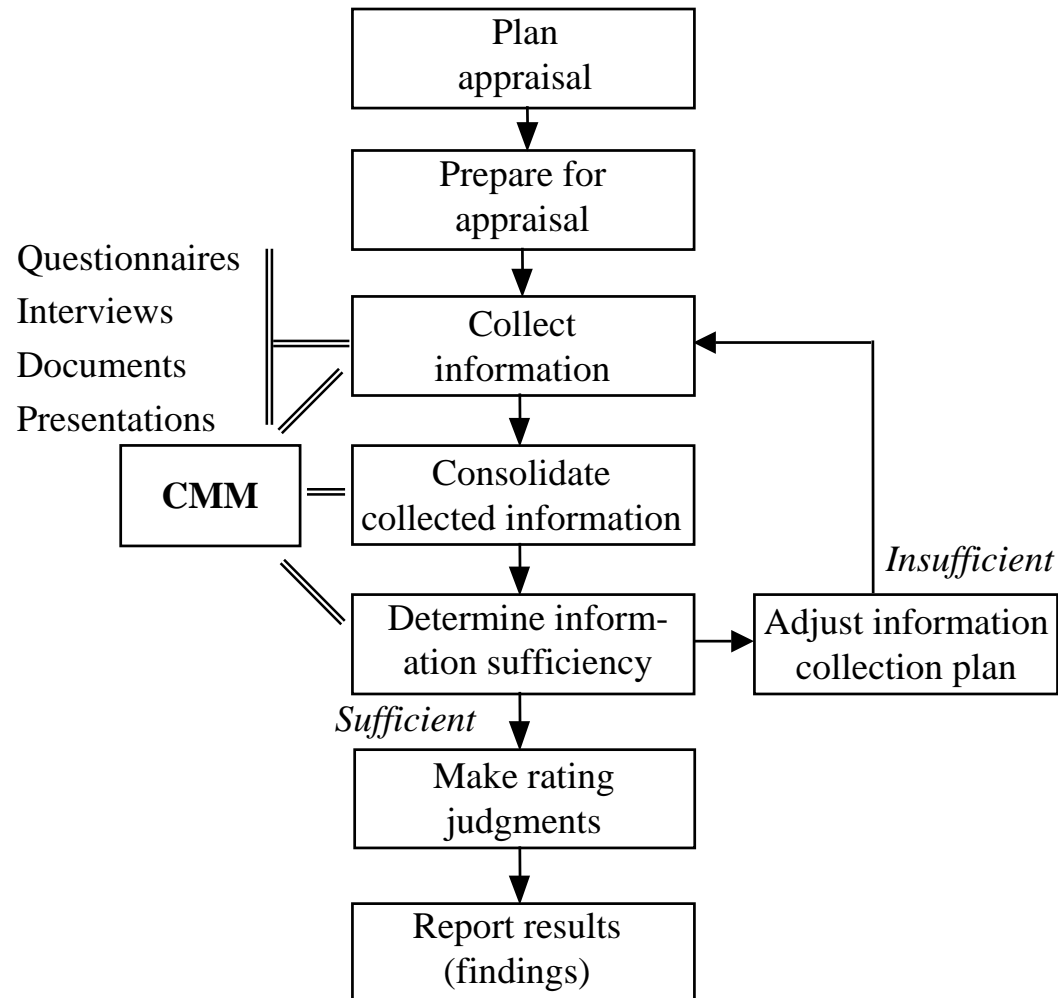 Plan
appraisal
Prepare for
appraisal
Questionnaires
Interviews
Documents
Presentations
Collect
information
CMM
Consolidate
collected information
Insufficient
Determine inform-
ation sufficiency
Adjust information
collection plan
Sufficient
Make rating
judgments
Report results
(findings)